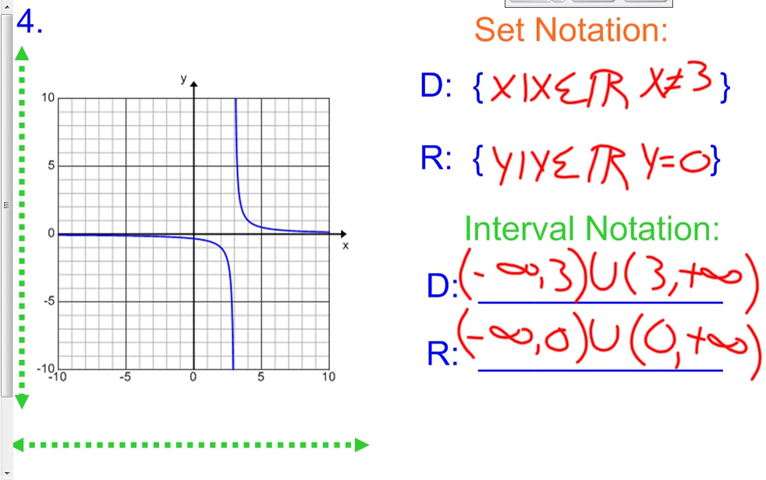 4.
y
10
5
0
-5
-10
-10 -5 0 5 10
x
Set Notation:
D: {x|x∈ℝ x≠3}
R: {y|y∈ℝ y=0}
Interval Notation:
D: (-∞,3)∪(3,+∞)
R: (-∞,0)∪(0,+∞)